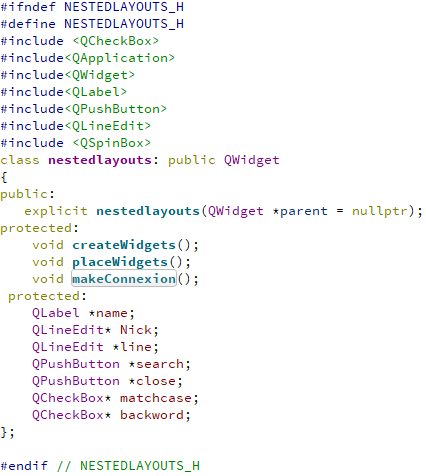 #ifndef NESTEDLAYOUTS_H
#define NESTEDLAYOUTS_H
#include <QCheckBox>
#include<QApplication>
#include<QWidget>
#include<QLabel>
#include<QPushButton>
#include<QLineEdit>
#include <QSpinBox>
class nestedlayouts: public QWidget
{
public:
   explicit nestedlayouts(QWidget *parent = nullptr);
protected:
    void createWidgets();
    void placeWidgets();
    void makeConnexion();
 protected:
    QLabel *name;
    QLineEdit* Nick;
    QLineEdit *line;
    QPushButton *search;
    QPushButton *close;
    QCheckBox* matchcase;
    QCheckBox* backword;
};
#endif // NESTEDLAYOUTS_H